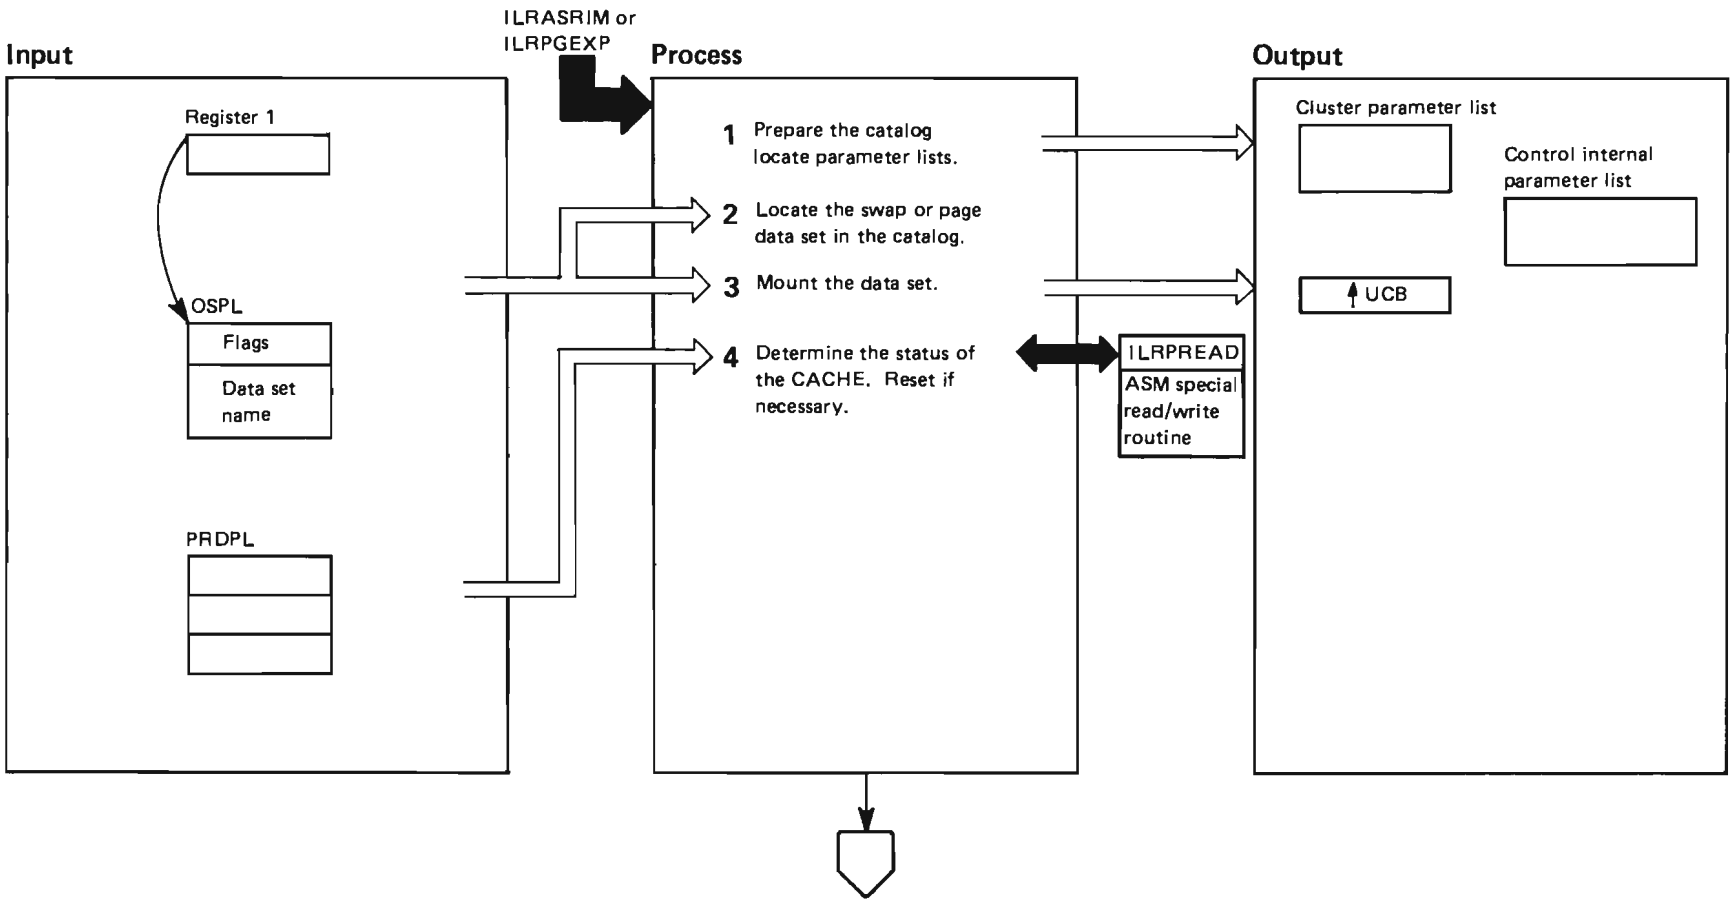 ILRASRIM or
ILRPGEXP
Input
Process
Output
Register 1
OSPL
Flags
Data set
name
PRDPL
1 Prepare the catalog
locate parameter lists.
2 Locate the swap or page
data set in the catalog.
3 Mount the data set.
4 Determine the status of
the CACHE. Reset if
necessary.
ILRPREAD
ASM special
read/write
routine
Cluster parameter list
Control internal
parameter list
UCB